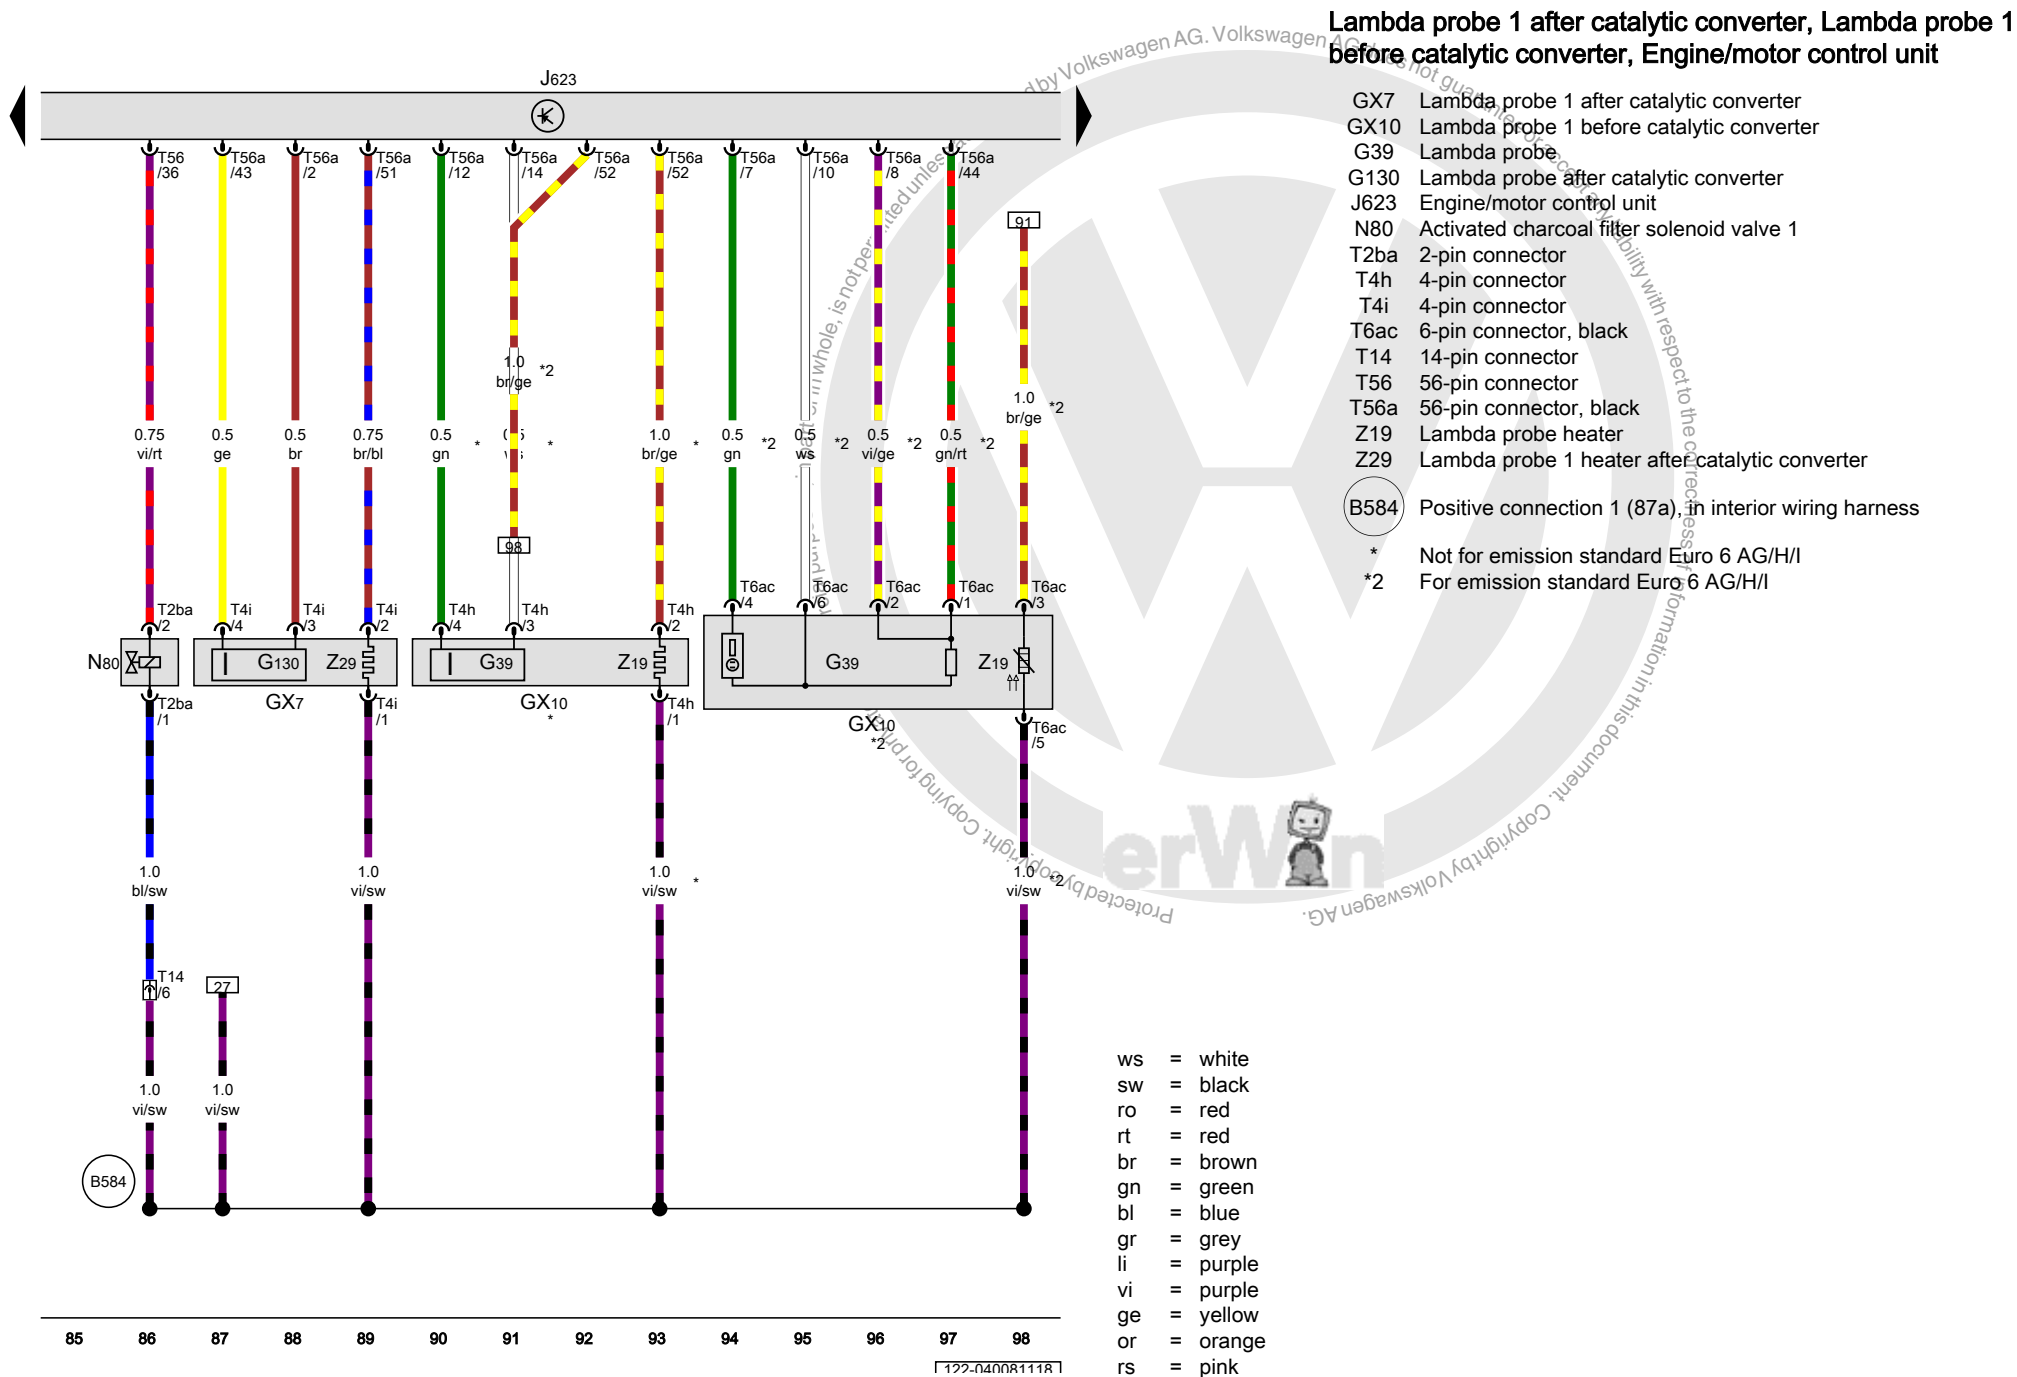 Lambda probe 1 after catalytic converter, Lambda probe 1
before catalytic converter, Engine/motor control unit
GX7 Lambda probe 1 after catalytic converter
GX10 Lambda probe 1 before catalytic converter
G39 Lambda probe
G130 Lambda probe after catalytic converter
J623 Engine/motor control unit
N80 Activated charcoal filter solenoid valve 1
T2ba 2-pin connector
T4h 4-pin connector
T4i 4-pin connector
T6ac 6-pin connector, black
T14 14-pin connector
T56 56-pin connector
T56a 56-pin connector, black
Z19 Lambda probe heater
Z29 Lambda probe 1 heater after catalytic converter
B584 Positive connection 1 (87a), in interior wiring harness
* Not for emission standard Euro 6 AG/H/I
*2 For emission standard Euro 6 AG/H/I
J623
T56 T56a T56a T56a T56a T56a T56a T56a T56a T56a T56a T56a
/36 /43 /2 /51 /12 /14 /52 /52 /7 /10 /8 /44
91
1.0 *2
br/ge
1.0 *2
br/ge
0.75 0.5 0.5 0.75 0.5 * * 1.0 * 0.5 *2 0.5 *2 0.5 *2 0.5 *2
vi/rt ge br br/bl gn br/ge gn ws vi/ge gn/rt
98
T6ac T6ac T6ac T6ac T6ac
/4 /6 /2 /1 /3
T2ba T4i T4i T4i T4h T4h T4h
/2 /4 /3 /2 /4 /3 /2
N80 G130 Z29 G39 Z19 G39 Z19
T2ba GX7 T4i GX10 * T4h GX10 *2 T6ac
/1 /1 /1 /5
1.0 1.0 1.0 * 1.0 *2
bl/sw vi/sw vi/sw vi/sw
T14
/6
27
1.0 1.0
vi/sw vi/sw
B584
85 86 87 88 89 90 91 92 93 94 95 96 97 98
122-040081118
ws = white
sw = black
ro = red
rt = red
br = brown
gn = green
bl = blue
gr = grey
li = purple
vi = purple
ge = yellow
or = orange
rs = pink
erWin
Protected by copyright. Copying for pri
Copyright by Volkswagen AG.